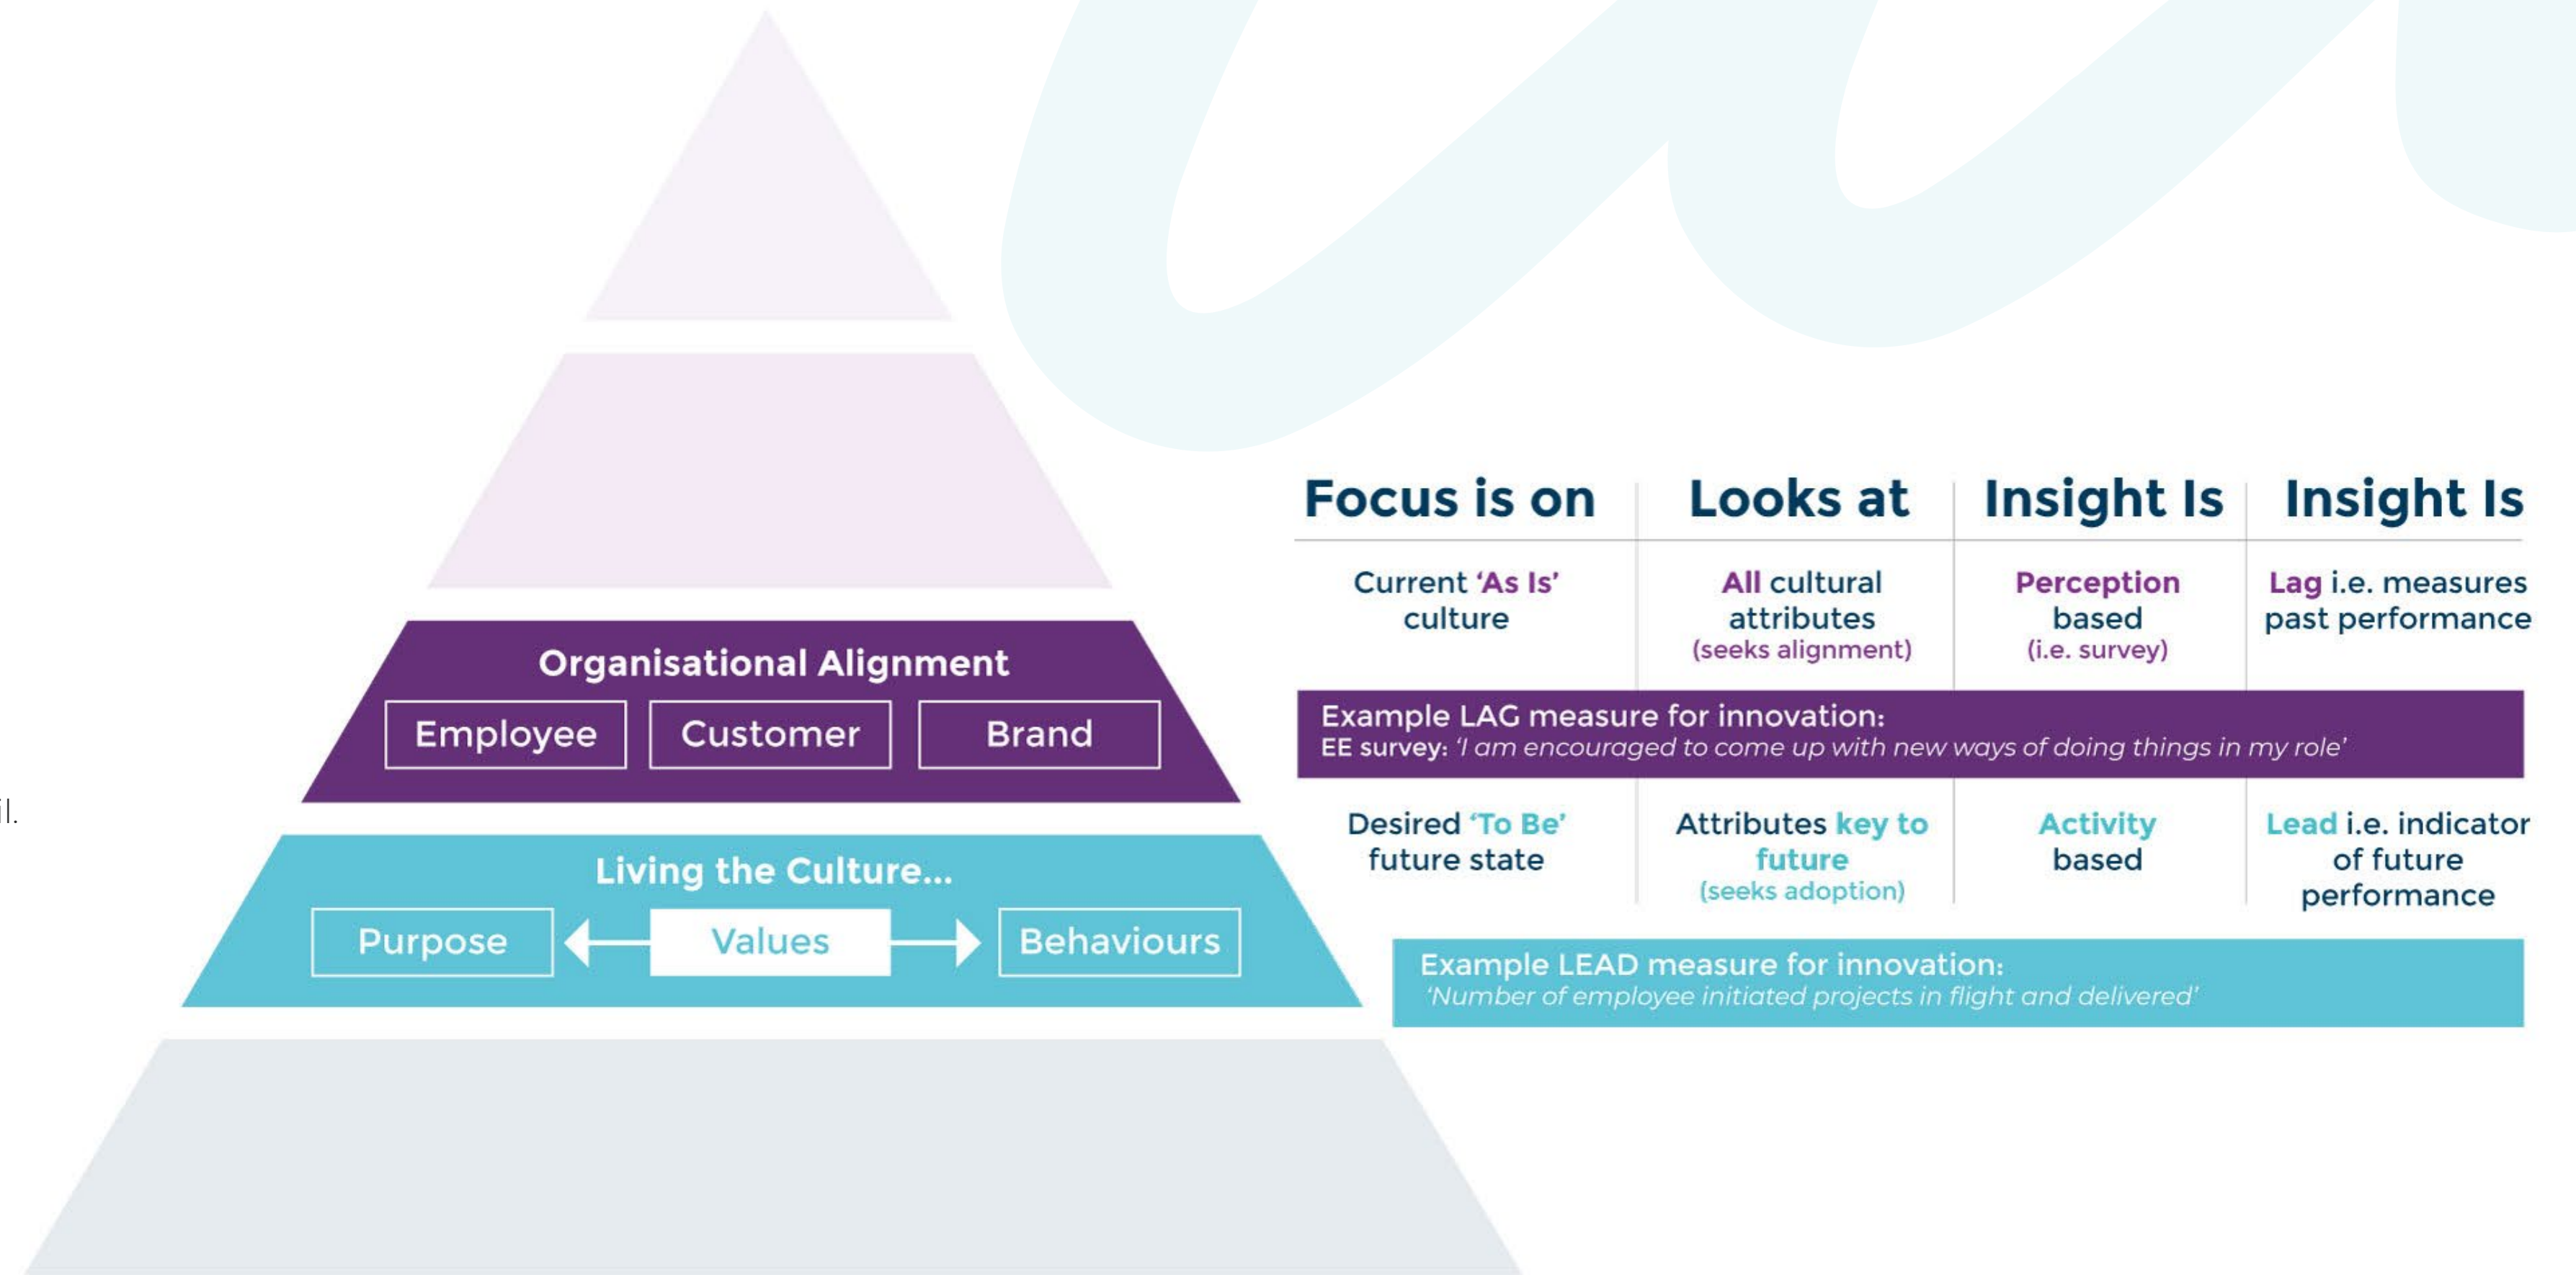 il.
Organisational Alignment
Employee
Customer
Brand
Living the Culture...
Purpose
Values
Behaviours
Focus is on
Looks at
Insight Is
Insight Is
Current ‘As Is’
culture
All cultural
attributes
(seeks alignment)
Perception
based
(i.e. survey)
Lag i.e. measures
past performance
Example LAG measure for innovation:
EE survey: ‘I am encouraged to come up with new ways of doing things in my role’
Desired ‘To Be’
future state
Attributes key to
future
(seeks adoption)
Activity
based
Lead i.e. indicator
of future
performance
Example LEAD measure for innovation:
‘Number of employee initiated projects in flight and delivered’